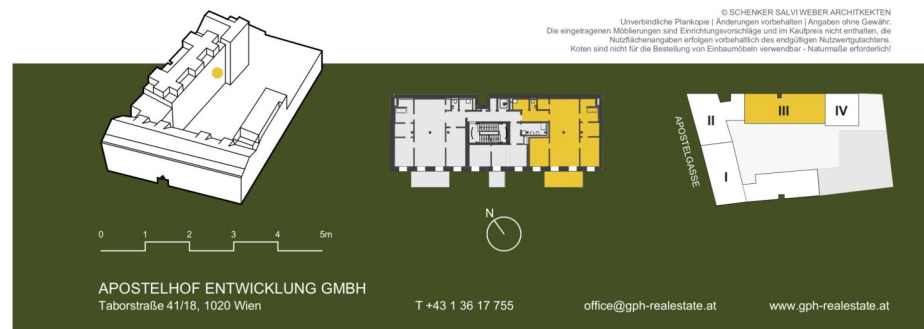 © SCHENKER SALVI WEBER ARCHITKEKTEN
Unverbindliche Plankopie | Änderungen vorbehalten | Angaben ohne Gewähr.
Die eingetragenen Möblierungen sind Einrichtungsvorschläge und im Kaufpreis nicht enthalten, die
Nutzflächenangaben erfolgen vorbehaltlich des endgültigen Nutzwertgutachtens.
Koten sind nicht für die Bestellung von Einbaumöbeln verwendbar - Naturmaße erforderlich!
II
III
IV
APOSTELGASSE
I
N
0 1 2 3 4 5m
APOSTELHOF ENTWICKLUNG GMBH
Taborstraße 41/18, 1020 Wien
T +43 1 36 17 755
office@gph-realestate.at
www.gph-realestate.at